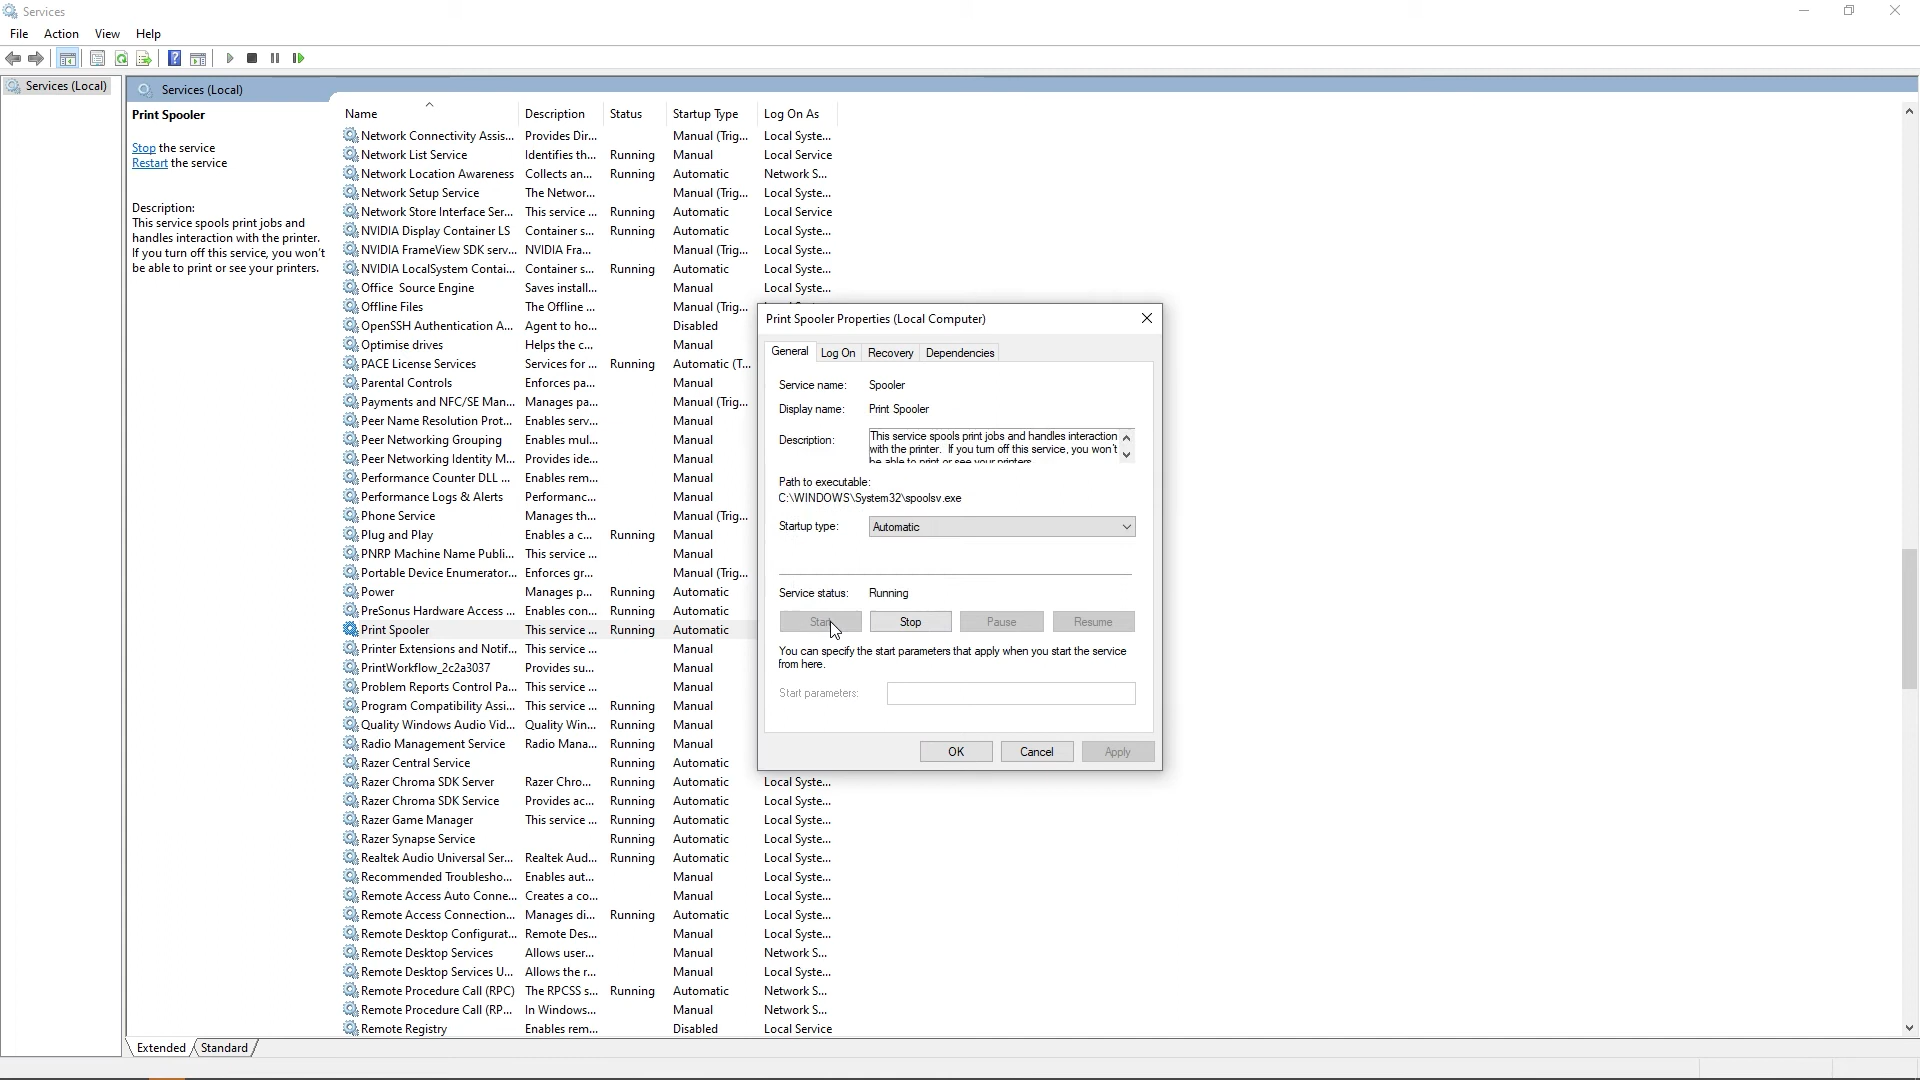 Services
File Action View Help
Services (Local)
Services (Local)
Print Spooler
Stop the service
Restart the service
Description:
This service spools print jobs and
handles interaction with the printer.
If you turn off this service, you won't
be able to print or see your printers.
Name Description Status Startup Type Log On As
Network Connectivity Assis... Provides Dir... Manual (Trig... Local Syste...
Network List Service Identifies th... Running Manual Local Service
Network Location Awareness Collects an... Running Automatic Network S...
Network Setup Service The Networ... Manual (Trig... Local Syste...
Network Store Interface Ser... This service ... Running Automatic Local Service
NVIDIA Display Container LS Container s... Running Automatic Local Syste...
NVIDIA FrameView SDK serv... NVIDIA Fra... Manual (Trig... Local Syste...
NVIDIA LocalSystem Contai... Container s... Running Automatic Local Syste...
Office  Source Engine Saves install... Manual Local Syste...
Offline Files The Offline ... Manual (Trig...
OpenSSH Authentication A... Agent to ho... Disabled
Optimise drives Helps the c... Manual
PACE License Services Services for ... Running Automatic (T...
Parental Controls Enforces pa... Manual
Payments and NFC/SE Man... Manages pa... Manual (Trig...
Peer Name Resolution Prot... Enables serv... Manual
Peer Networking Grouping Enables mul... Manual
Peer Networking Identity M... Provides ide... Manual
Performance Counter DLL ... Enables rem... Manual
Performance Logs & Alerts Performanc... Manual
Phone Service Manages th... Manual (Trig...
Plug and Play Enables a c... Running Manual
PNRP Machine Name Publi... This service ... Manual
Portable Device Enumerator... Enforces gr... Manual (Trig...
Power Manages p... Running Automatic
PreSonus Hardware Access ... Enables con... Running Automatic
Print Spooler This service ... Running Automatic
Printer Extensions and Notif... This service ... Manual
PrintWorkflow_2c2a3037 Provides su... Manual
Problem Reports Control Pa... This service ... Manual
Program Compatibility Assi... This service ... Running Manual
Quality Windows Audio Vid... Quality Win... Running Manual
Radio Management Service Radio Mana... Running Manual
Razer Central Service Running Automatic
Razer Chroma SDK Server Razer Chro... Running Automatic Local Syste...
Razer Chroma SDK Service Provides ac... Running Automatic Local Syste...
Razer Game Manager This service ... Running Automatic Local Syste...
Razer Synapse Service Running Automatic Local Syste...
Realtek Audio Universal Ser... Realtek Aud... Running Automatic Local Syste...
Recommended Troublesho... Enables aut... Manual Local Syste...
Remote Access Auto Conne... Creates a co... Manual Local Syste...
Remote Access Connection... Manages di... Running Automatic Local Syste...
Remote Desktop Configurat... Remote Des... Manual Local Syste...
Remote Desktop Services Allows user... Manual Network S...
Remote Desktop Services U... Allows the r... Manual Local Syste...
Remote Procedure Call (RPC) The RPCSS s... Running Automatic Network S...
Remote Procedure Call (RP... In Windows... Manual Network S...
Remote Registry Enables rem... Disabled Local Service
Print Spooler Properties (Local Computer)
General Log On Recovery Dependencies
Service name: Spooler
Display name: Print Spooler
Description: This service spools print jobs and handles interaction
with the printer.  If you turn off this service, you won't
be able to print or see your printers.
Path to executable:
C:\WINDOWS\System32\spoolsv.exe
Startup type: Automatic
Service status: Running
Start Stop Pause Resume
You can specify the start parameters that apply when you start the service
from here.
Start parameters:
OK Cancel Apply
Extended Standard